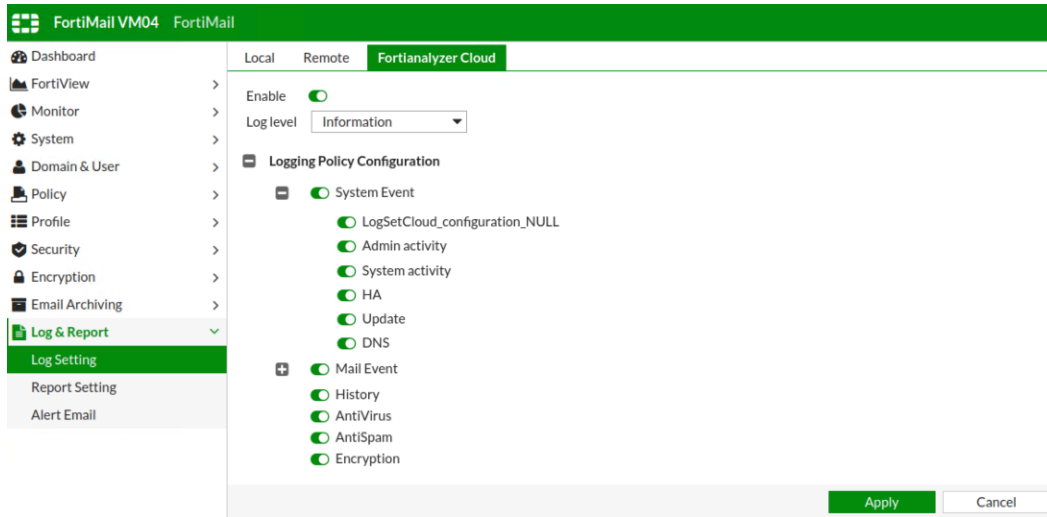 FortiMail VM04 FortiMail
Dashboard
FortiView
Monitor
System
Domain & User
Policy
Profile
Security
Encryption
Email Archiving
Log & Report
Log Setting
Report Setting
Alert Email
Local Remote Fortianalyzer Cloud
Enable
Log level Information
Logging Policy Configuration
System Event
LogSetCloud_configuration_NULL
Admin activity
System activity
HA
Update
DNS
Mail Event
History
AntiVirus
AntiSpam
Encryption
Apply Cancel